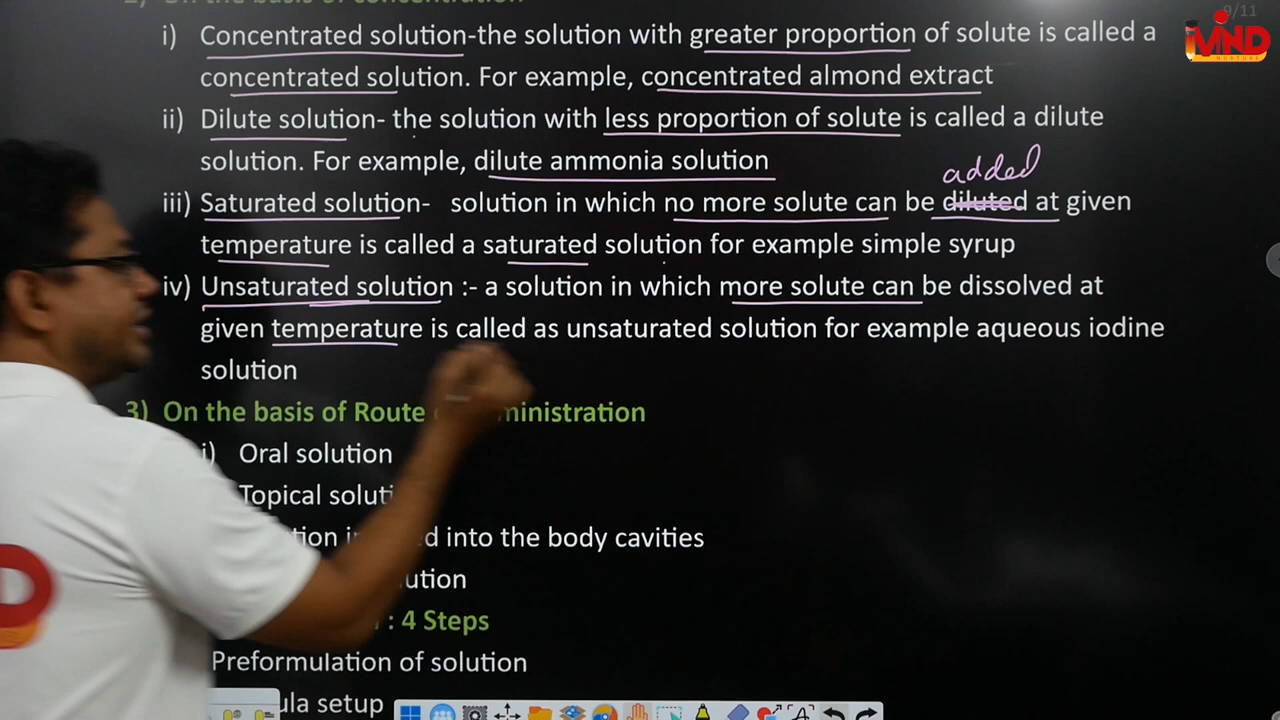 9/11
MIND
i) Concentrated solution-the solution with greater proportion of solute is called a
concentrated solution. For example, concentrated almond extract
ii) Dilute solution- the solution with less proportion of solute is called a dilute
solution. For example, dilute ammonia solution
added
iii) Saturated solution- solution in which no more solute can be diluted at given
temperature is called a saturated solution for example simple syrup
iv) Unsaturated solution :- a solution in which more solute can be dissolved at
given temperature is called as unsaturated solution for example aqueous iodine
solution
3) On the basis of Route
i) Oral solution
Topical
into the body cavities
: 4 Steps
Preformulation of solution
setup